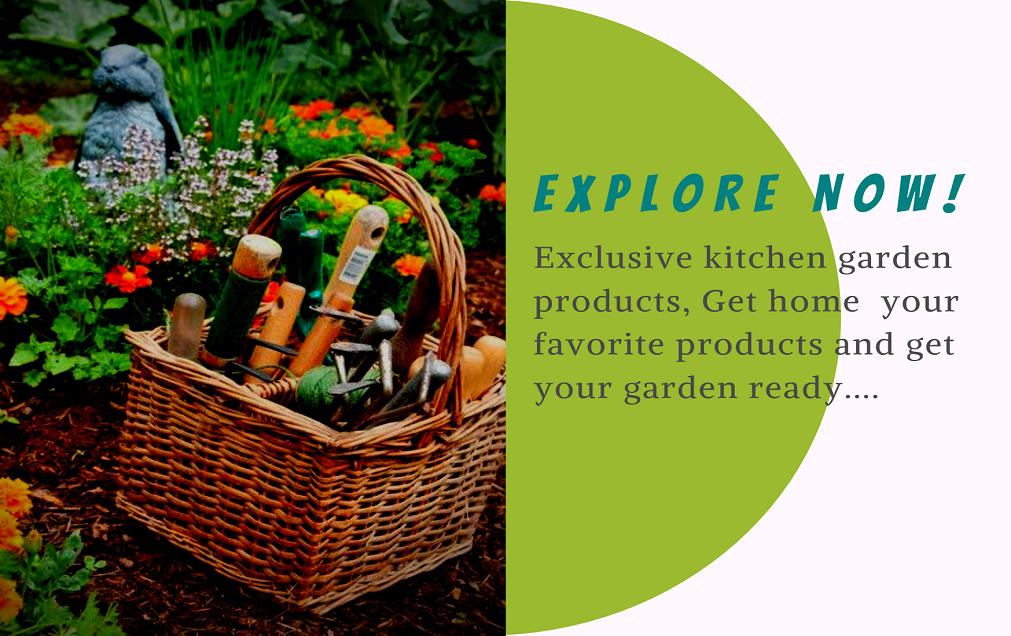 EXPLORE NOW!
Exclusive kitchen garden
products, Get home  your
favorite products and get
your garden ready....